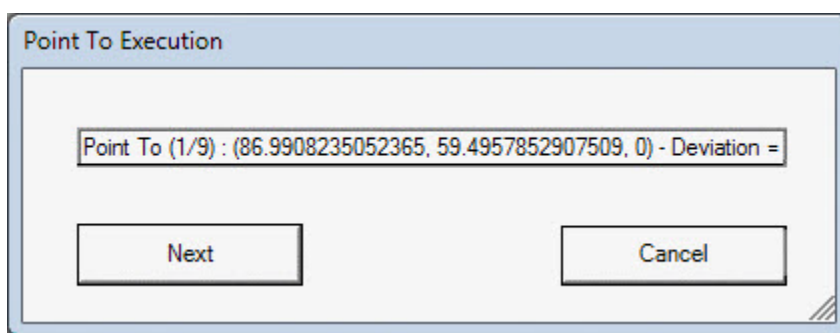 Point To Execution
Point To (1/9) : (86.9908235052365, 59.4957852907509, 0) - Deviation =
Next
Cancel